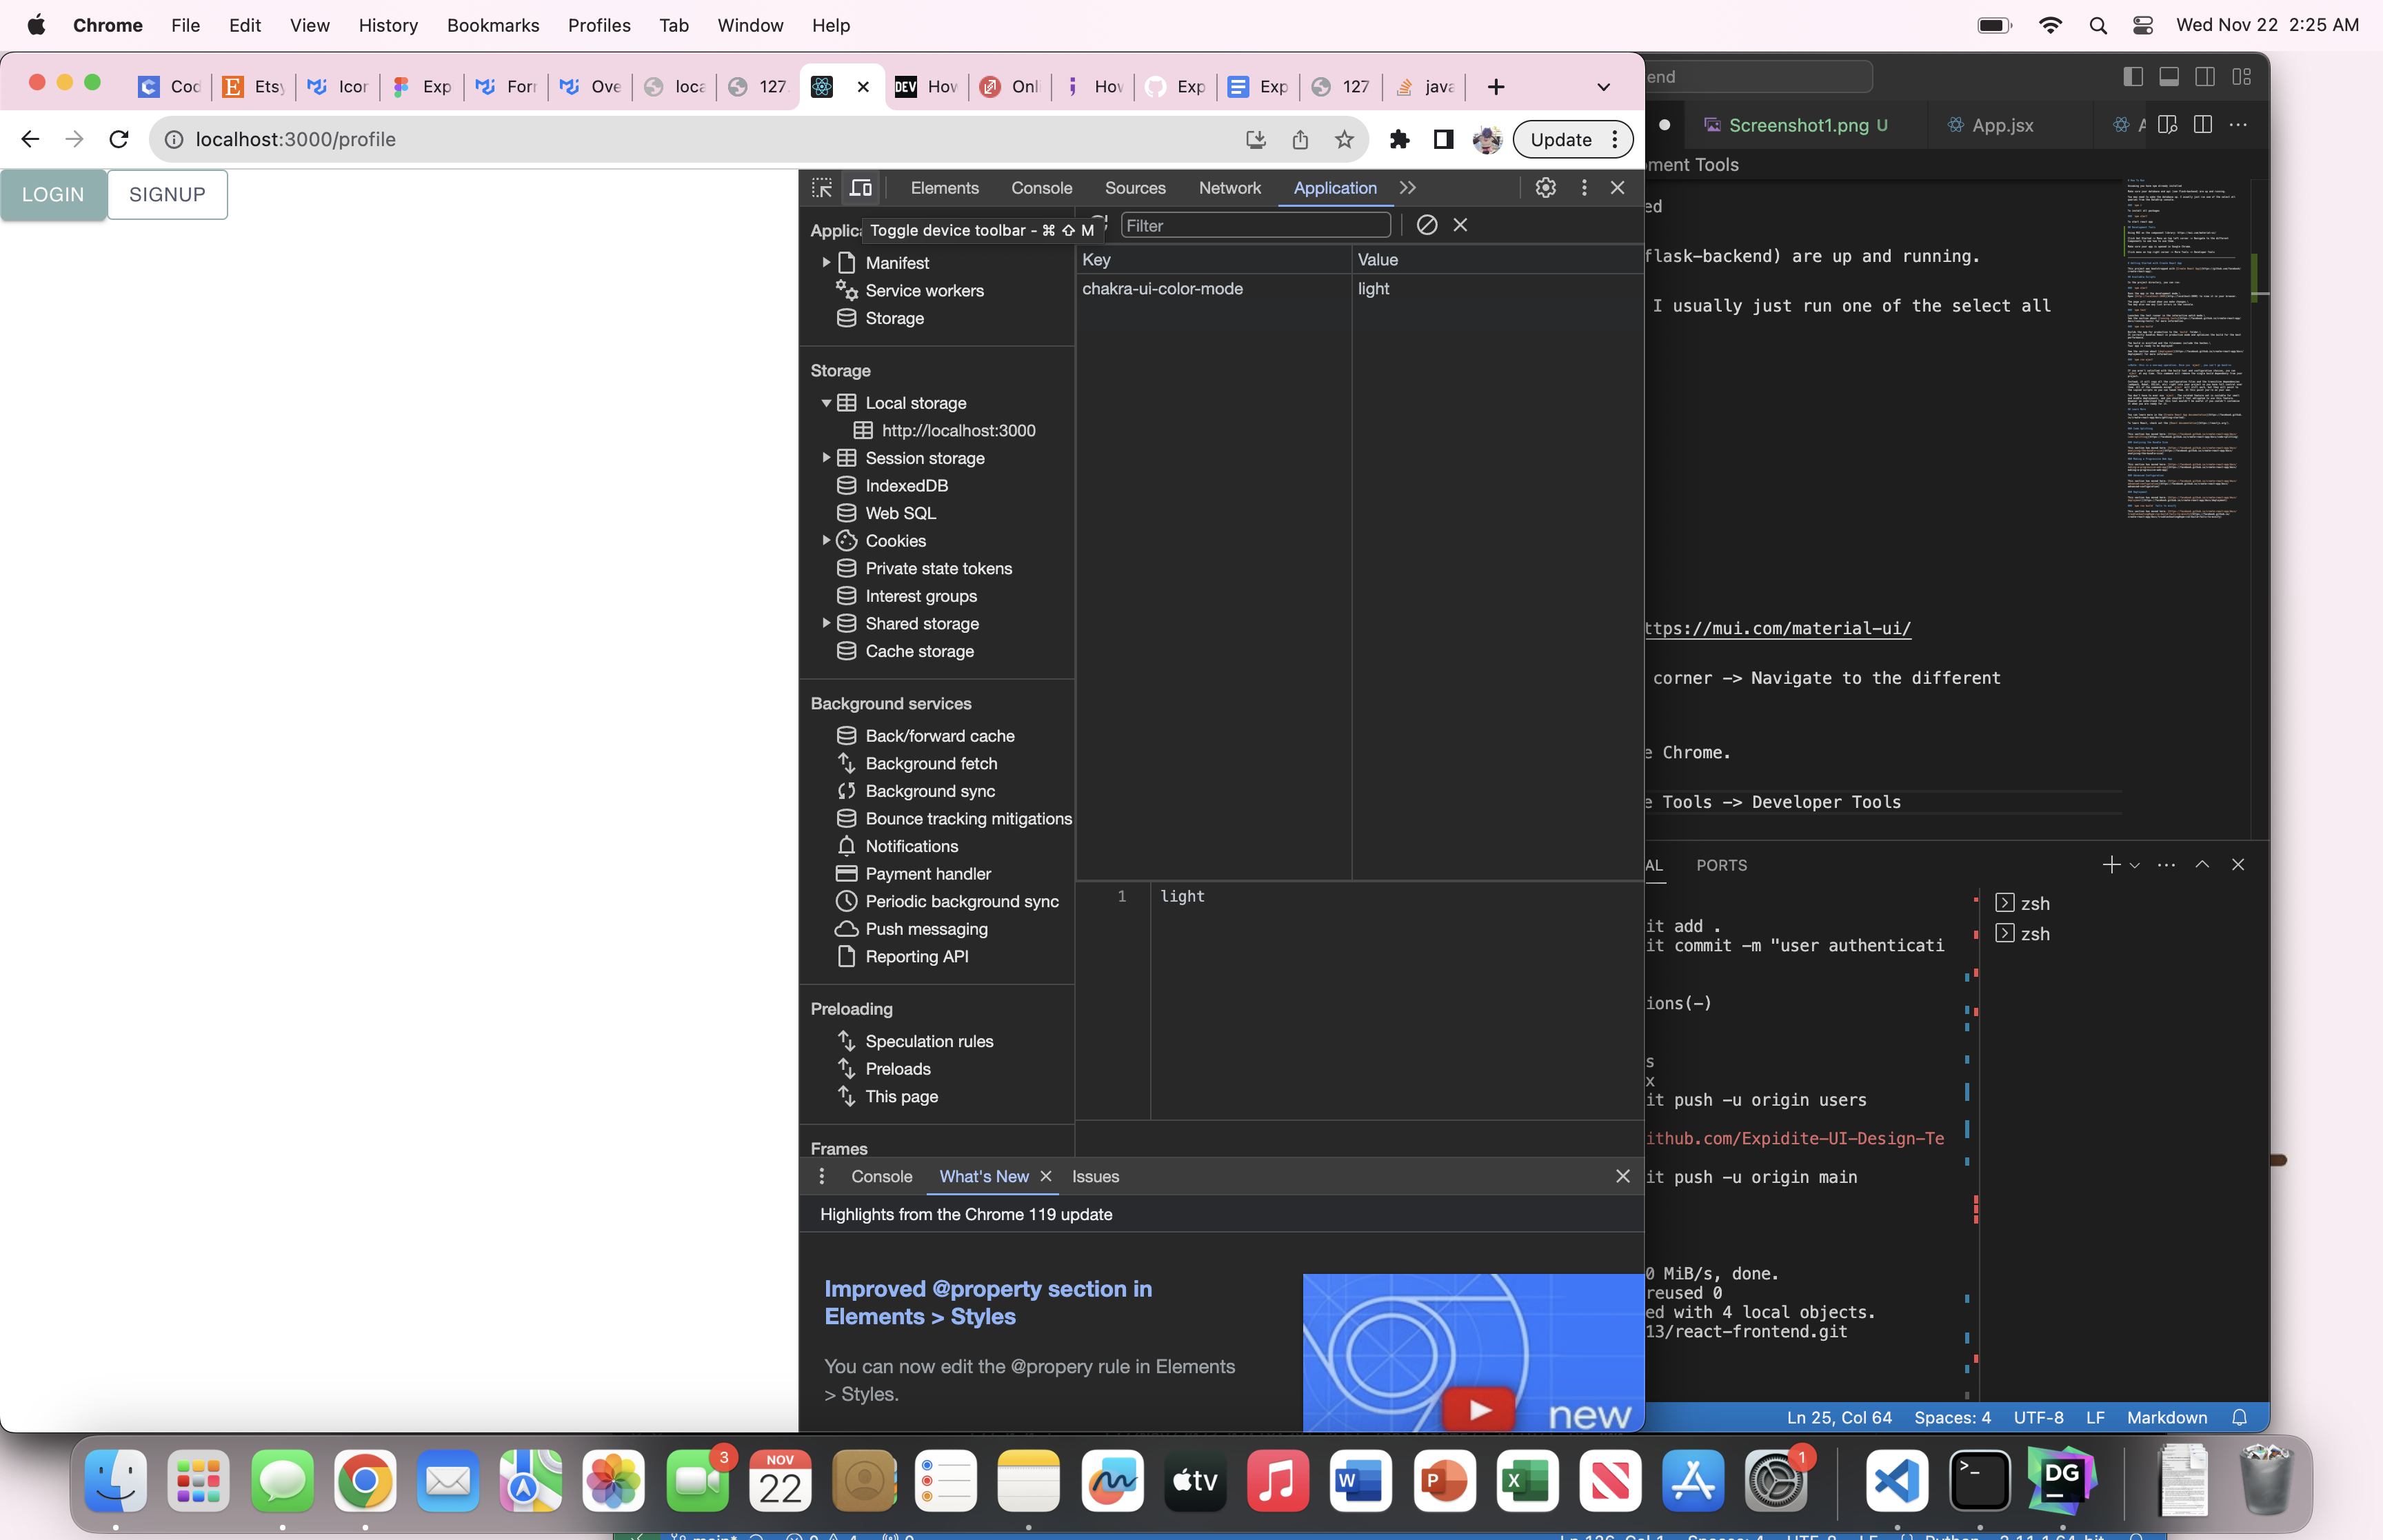 Chrome File Edit View History Bookmarks Profiles Tab Window Help Wed Nov 22 2:25 AM
Cod Etsy Icon Exp Forr Ove loca 127. DEV How Onli How Exp Exp 127 java
localhost:3000/profile Update
LOGIN SIGNUP
Elements Console Sources Network Application
Toggle device toolbar - ⌘ ⇧ M
Filter
Key Value
chakra-ui-color-mode light
Manifest
Service workers
Storage
Storage
Local storage
http://localhost:3000
Session storage
IndexedDB
Web SQL
Cookies
Private state tokens
Interest groups
Shared storage
Cache storage
Background services
Back/forward cache
Background fetch
Background sync
Bounce tracking mitigations
Notifications
Payment handler
Periodic background sync
Push messaging
Reporting API
1 light
Preloading
Speculation rules
Preloads
This page
Frames
Console What's New Issues
Highlights from the Chrome 119 update
Improved @property section in
Elements > Styles
You can now edit the @propery rule in Elements
> Styles.
new
end
Screenshot1.png U App.jsx
ment Tools
ed
flask-backend) are up and running.
I usually just run one of the select all
ttps://mui.com/material-ui/
corner -> Navigate to the different
e Chrome.
e Tools -> Developer Tools
AL PORTS
zsh
zsh
it add .
it commit -m "user authenticati
ions(-)
s
x
it push -u origin users
ithub.com/Expidite-UI-Design-Te
it push -u origin main
0 MiB/s, done.
reused 0
ed with 4 local objects.
13/react-frontend.git
Ln 25, Col 64 Spaces: 4 UTF-8 LF Markdown
3 NOV 22 tv W P X 1 >_ DG